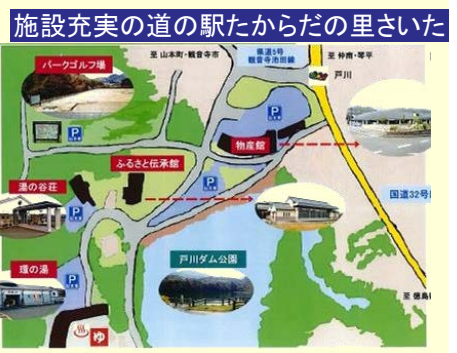 施設充実の道の駅たからだの里さいた
パークゴルフ場
至 山本町・観音寺市
県道5号
観音寺池田線
至 仲南・琴平
戸川
P
P
物産館
ふるさと伝承館
湯の谷荘
P
P
国道32号
戸川ダム公園
環の湯
P
至 徳島
ゆ